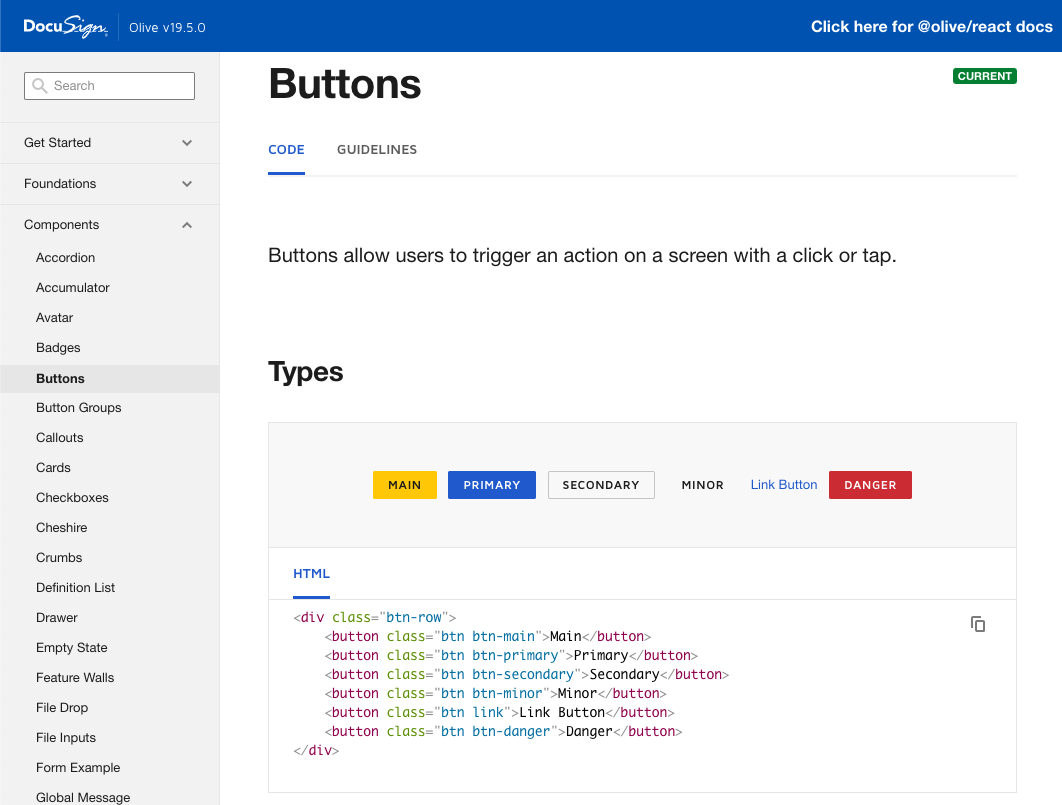 DocuSign
Olive v19.5.0
Click here for @olive/react docs
Search
Get Started
Foundations
Components
Accordion
Accumulator
Avatar
Badges
Buttons
Button Groups
Callouts
Cards
Checkboxes
Cheshire
Crumbs
Definition List
Drawer
Empty State
Feature Walls
File Drop
File Inputs
Form Example
Global Message
Buttons
CURRENT
CODE
GUIDELINES
Buttons allow users to trigger an action on a screen with a click or tap.
Types
MAIN
PRIMARY
SECONDARY
MINOR
Link Button
DANGER
HTML
<div class="btn-row">
    <button class="btn btn-main">Main</button>
    <button class="btn btn-primary">Primary</button>
    <button class="btn btn-secondary">Secondary</button>
    <button class="btn btn-minor">Minor</button>
    <button class="btn link">Link Button</button>
    <button class="btn btn-danger">Danger</button>
</div>